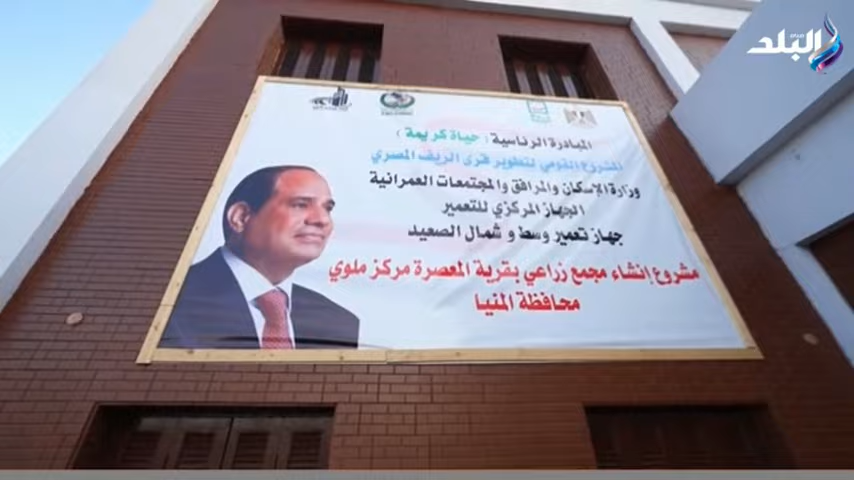 البلد
المبادرة الرئاسية ( حياة كريمة )
المشروع القومي لتطوير قرى الريف المصري
وزارة الإسكان والمرافق والمجتمعات العمرانية
الجهاز المركزي للتعمير
جهاز تعمير وسط و شمال الصعيد
مشروع إنشاء مجمع زراعي بقرية المعصرة مركز ملوي
محافظة المنيا